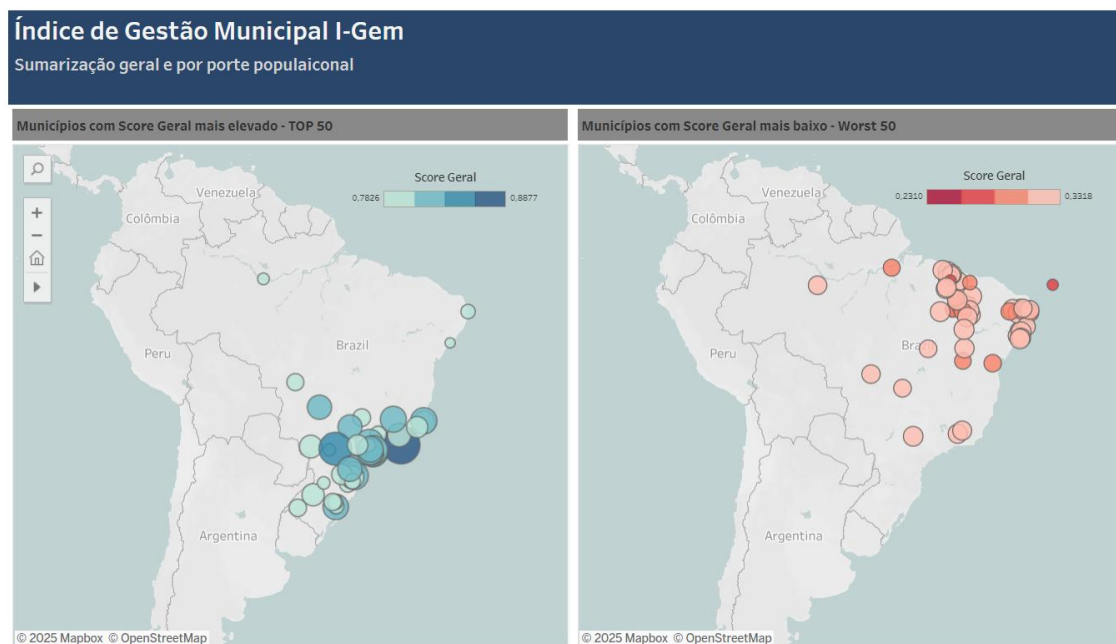 Índice de Gestão Municipal I-Gem
Sumarização geral e por porte populaiconal
Municípios com Score Geral mais elevado - TOP 50
Score Geral
0,7826
0,8877
Venezuela
Colômbia
Peru
Brazil
Argentina
© 2025 Mapbox © OpenStreetMap
Municípios com Score Geral mais baixo - Worst 50
Score Geral
0,2310
0,3318
Venezuela
Colômbia
Peru
Bra
Argentina
© 2025 Mapbox © OpenStreetMap